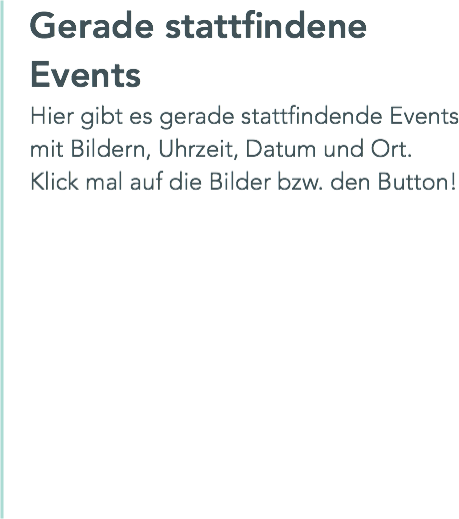 Gerade stattfindene
Events
Hier gibt es gerade stattfindende Events
mit Bildern, Uhrzeit, Datum und Ort.
Klick mal auf die Bilder bzw. den Button!